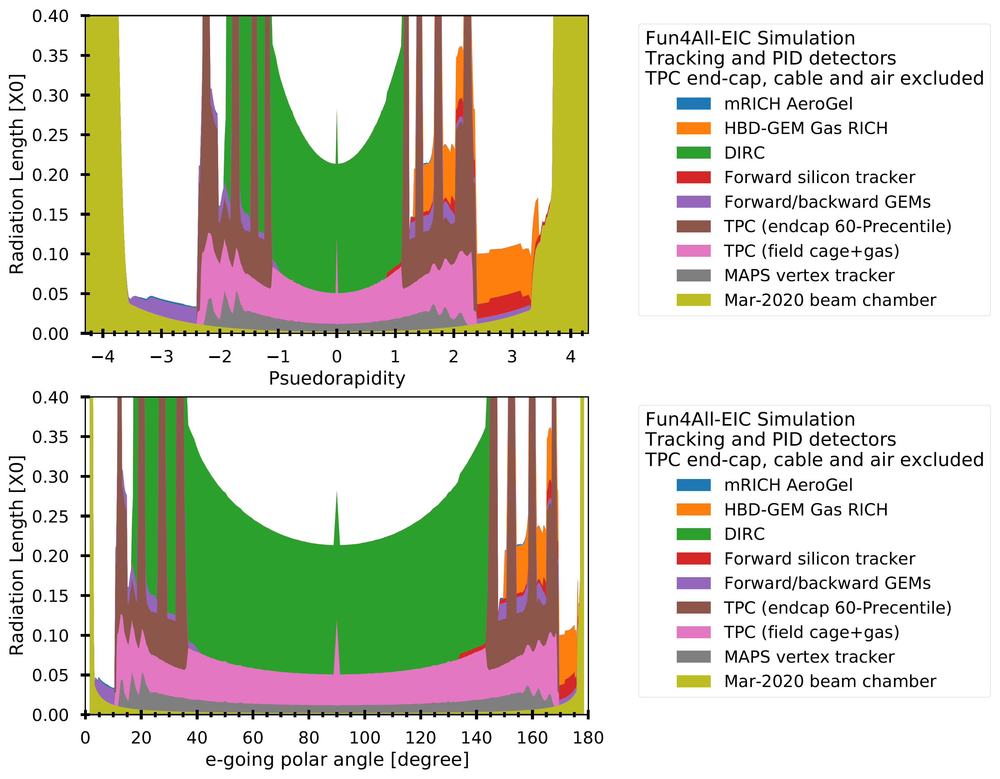 0.40
0.35
0.30
0.25
0.20
0.15
0.10
0.05
0.00
Radiation Length [X0]
−4 −3 −2 −1 0 1 2 3 4
Psuedorapidity
Fun4All-EIC Simulation
Tracking and PID detectors
TPC end-cap, cable and air excluded
mRICH AeroGel
HBD-GEM Gas RICH
DIRC
Forward silicon tracker
Forward/backward GEMs
TPC (endcap 60-Precentile)
TPC (field cage+gas)
MAPS vertex tracker
Mar-2020 beam chamber
0.40
0.35
0.30
0.25
0.20
0.15
0.10
0.05
0.00
Radiation Length [X0]
0 20 40 60 80 100 120 140 160 180
e-going polar angle [degree]
Fun4All-EIC Simulation
Tracking and PID detectors
TPC end-cap, cable and air excluded
mRICH AeroGel
HBD-GEM Gas RICH
DIRC
Forward silicon tracker
Forward/backward GEMs
TPC (endcap 60-Precentile)
TPC (field cage+gas)
MAPS vertex tracker
Mar-2020 beam chamber